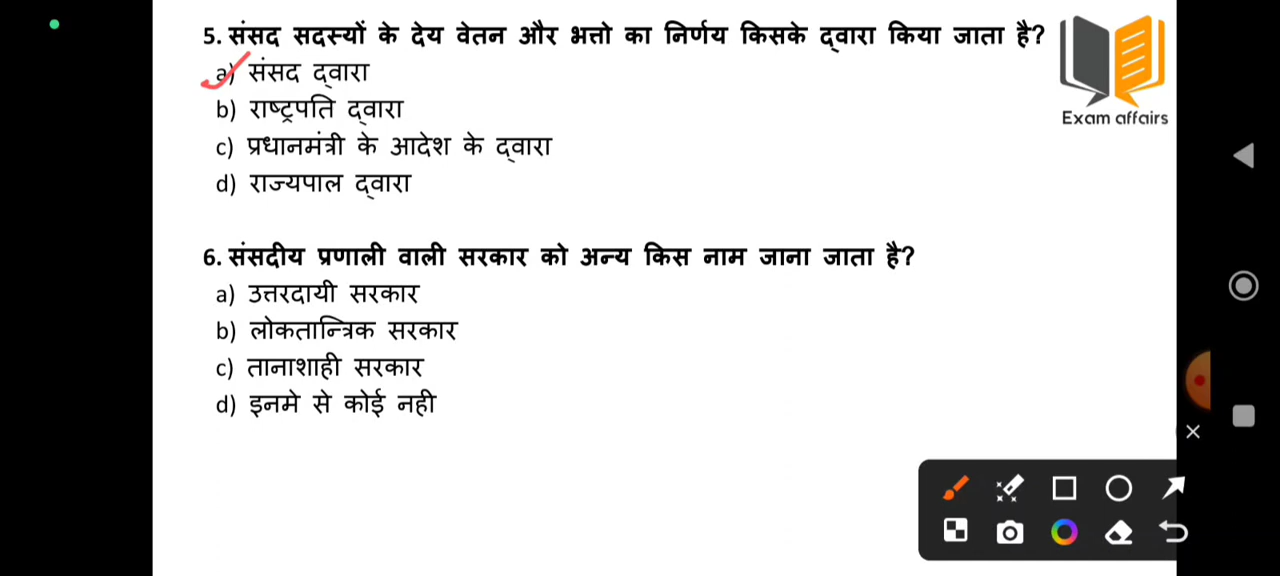 5. संसद सदस्यों के देय वेतन और भत्तो का निर्णय किसके द्वारा किया जाता है?
a) संसद द्वारा
b) राष्ट्रपति द्वारा
c) प्रधानमंत्री के आदेश के द्वारा
d) राज्यपाल द्वारा
Exam affairs
6. संसदीय प्रणाली वाली सरकार को अन्य किस नाम जाना जाता है?
a) उत्तरदायी सरकार
b) लोकतान्त्रिक सरकार
c) तानाशाही सरकार
d) इनमे से कोई नही